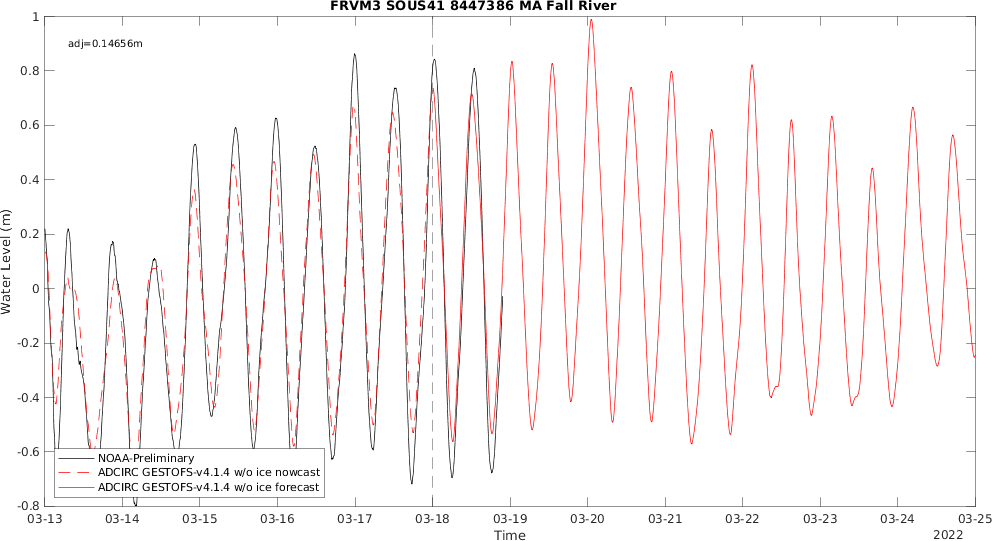 FRVM3 SOUS41 8447386 MA Fall River
adj=0.14656m
1
0.8
0.6
0.4
0.2
0
-0.2
-0.4
-0.6
-0.8
Water Level (m)
NOAA-Preliminary
ADCIRC GESTOFS-v4.1.4 w/o ice nowcast
ADCIRC GESTOFS-v4.1.4 w/o ice forecast
03-13 03-14 03-15 03-16 03-17 03-18 03-19 03-20 03-21 03-22 03-23 03-24 03-25
Time
2022